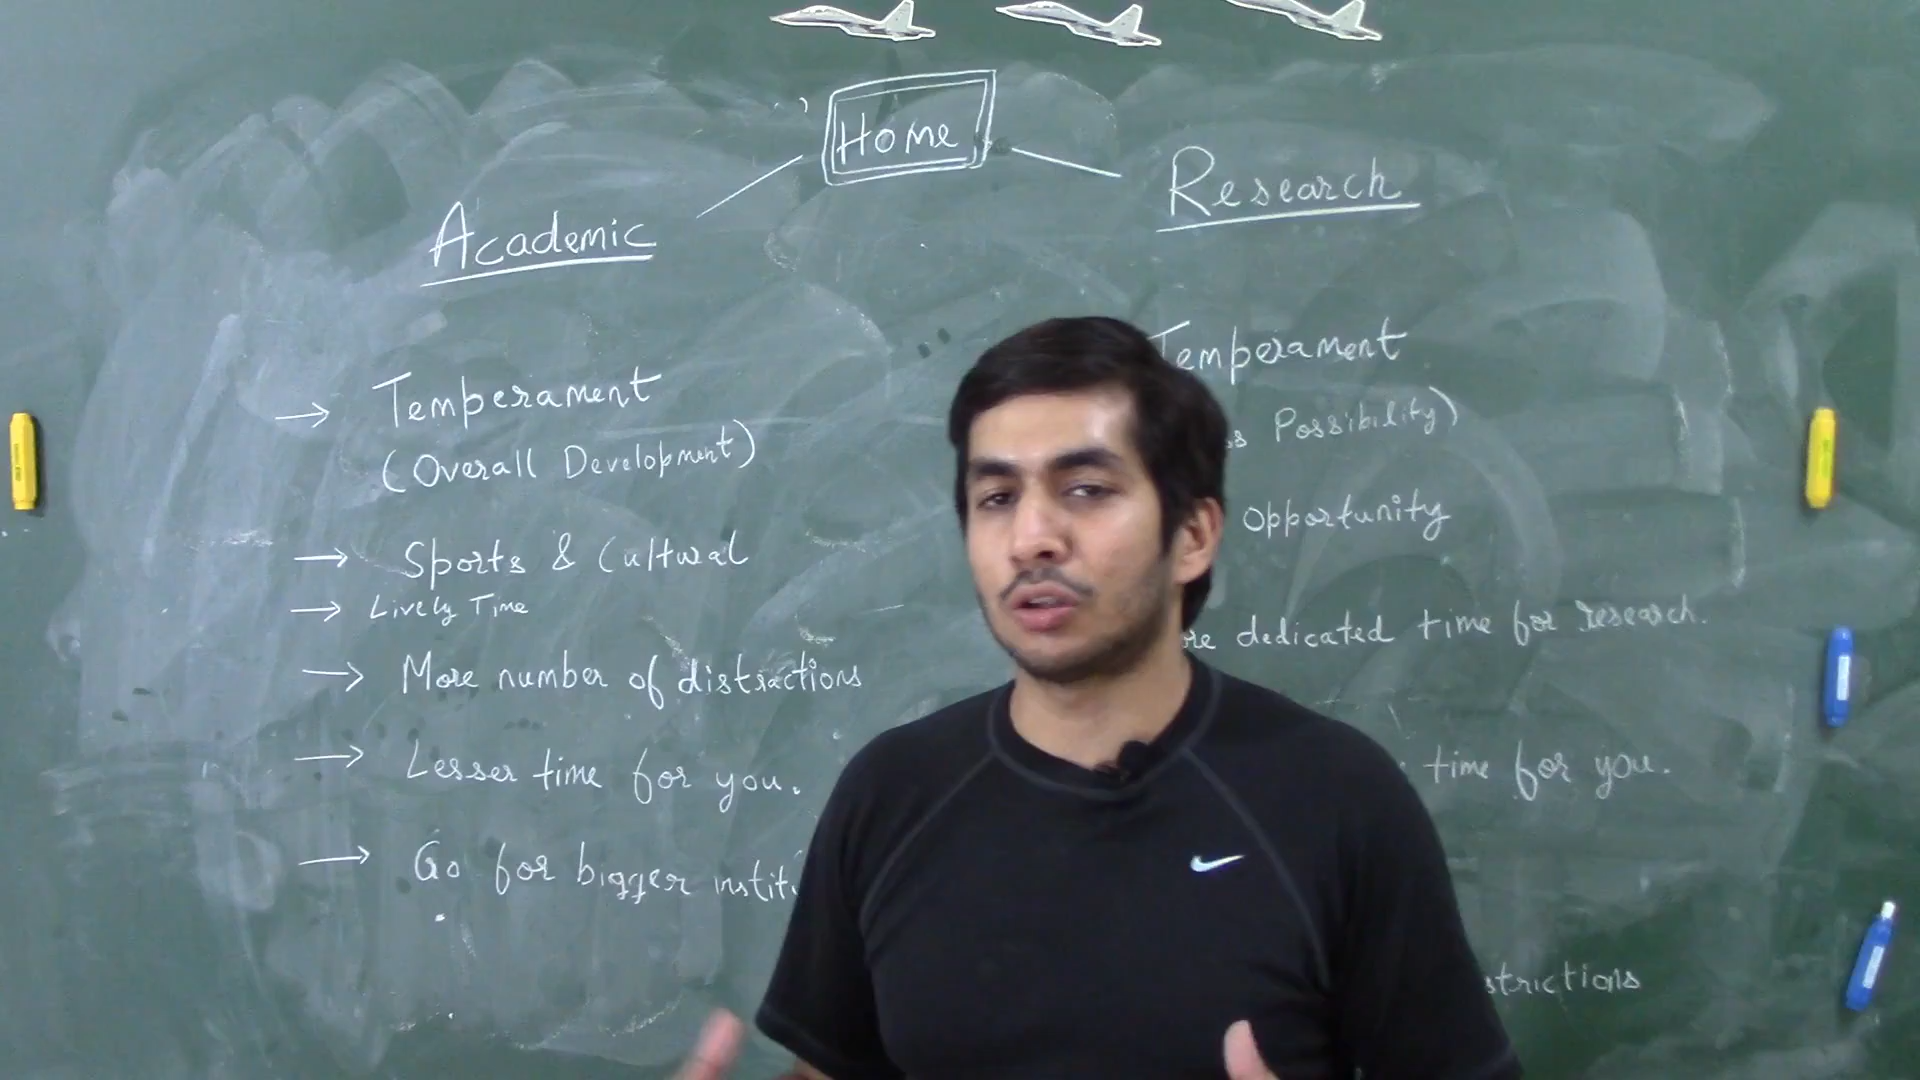 Home
Academic
→ Temperament
(Overall Development)
→ Sports & Cultural
→ Lively Time
→ More number of distractions
→ Lesser time for you.
→ Go for bigger
Research
Temperament
Possibility)
Opportunity
dedicated time for research.
time for you.